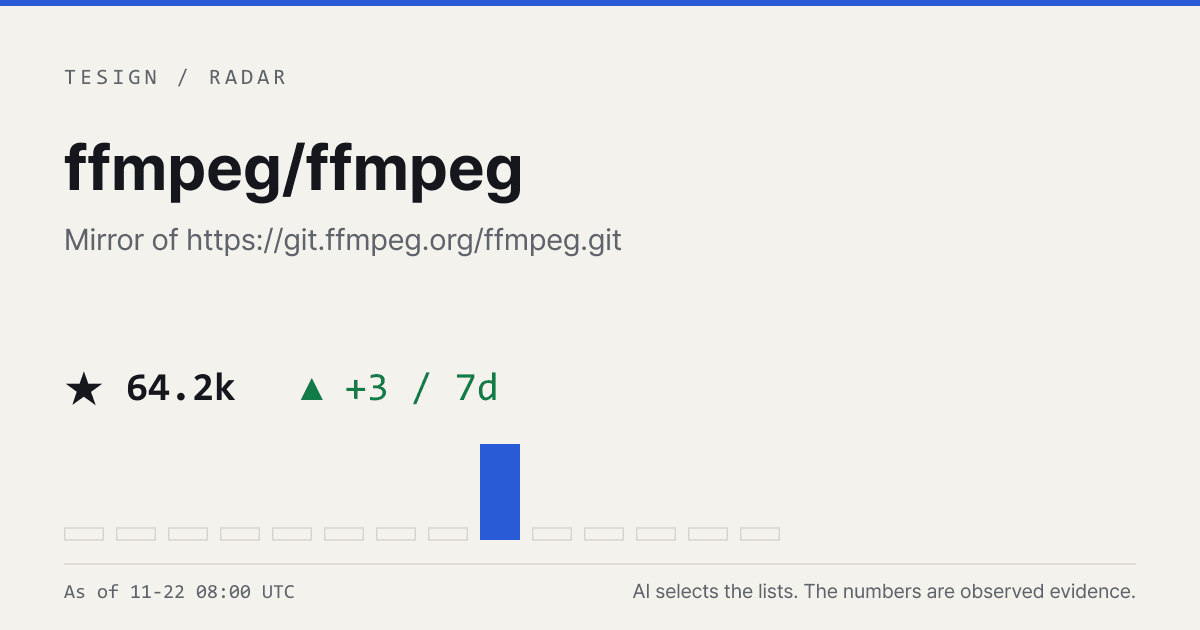 TESIGN / RADAR
ffmpeg/ffmpeg
Mirror of https://git.ffmpeg.org/ffmpeg.git
★ 64.2k ▲ +3 / 7d
As of 11-22 08:00 UTC
AI selects the lists. The numbers are observed evidence.